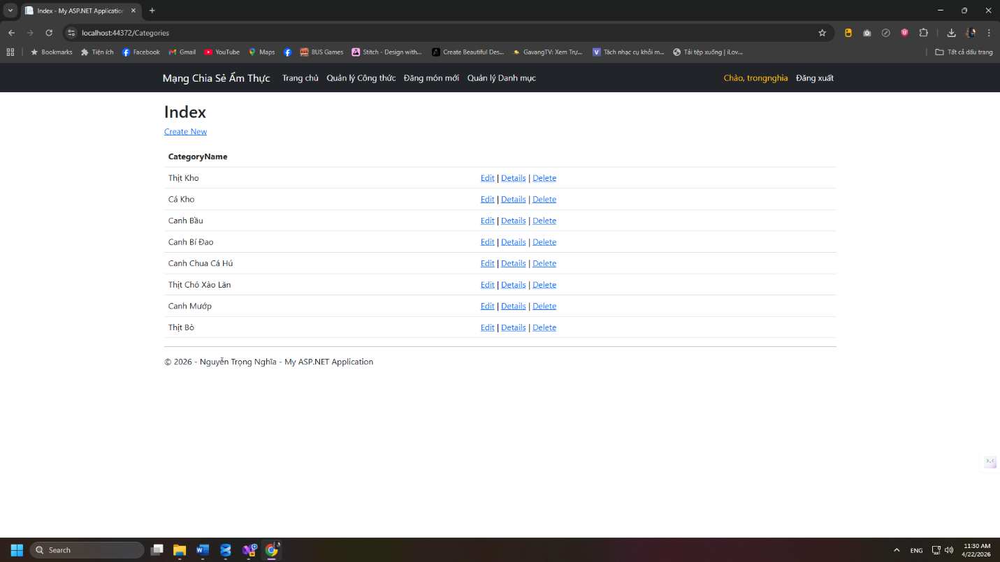 Index - My ASP.NET Application
localhost:44372/Categories
Bookmarks Tiện ích Facebook Gmail YouTube Maps 8US Games Stitch - Design with... Create Beautiful Des... GavangTV: Xem Trự... Tách nhạc cụ khỏi m... Tải tệp xuống | iLov... Tất cả dấu trang
Mạng Chia Sẻ Ẩm Thực Trang chủ Quản lý Công thức Đăng món mới Quản lý Danh mục Chào, trongnghia Đăng xuất
Index
Create New
CategoryName
Thịt Kho Edit | Details | Delete
Cá Kho Edit | Details | Delete
Canh Bầu Edit | Details | Delete
Canh Bí Đao Edit | Details | Delete
Canh Chua Cá Hú Edit | Details | Delete
Thịt Chó Xào Lăn Edit | Details | Delete
Canh Mướp Edit | Details | Delete
Thịt Bò Edit | Details | Delete
© 2026 - Nguyễn Trọng Nghĩa - My ASP.NET Application
Search
ENG
11:30 AM
4/22/2026